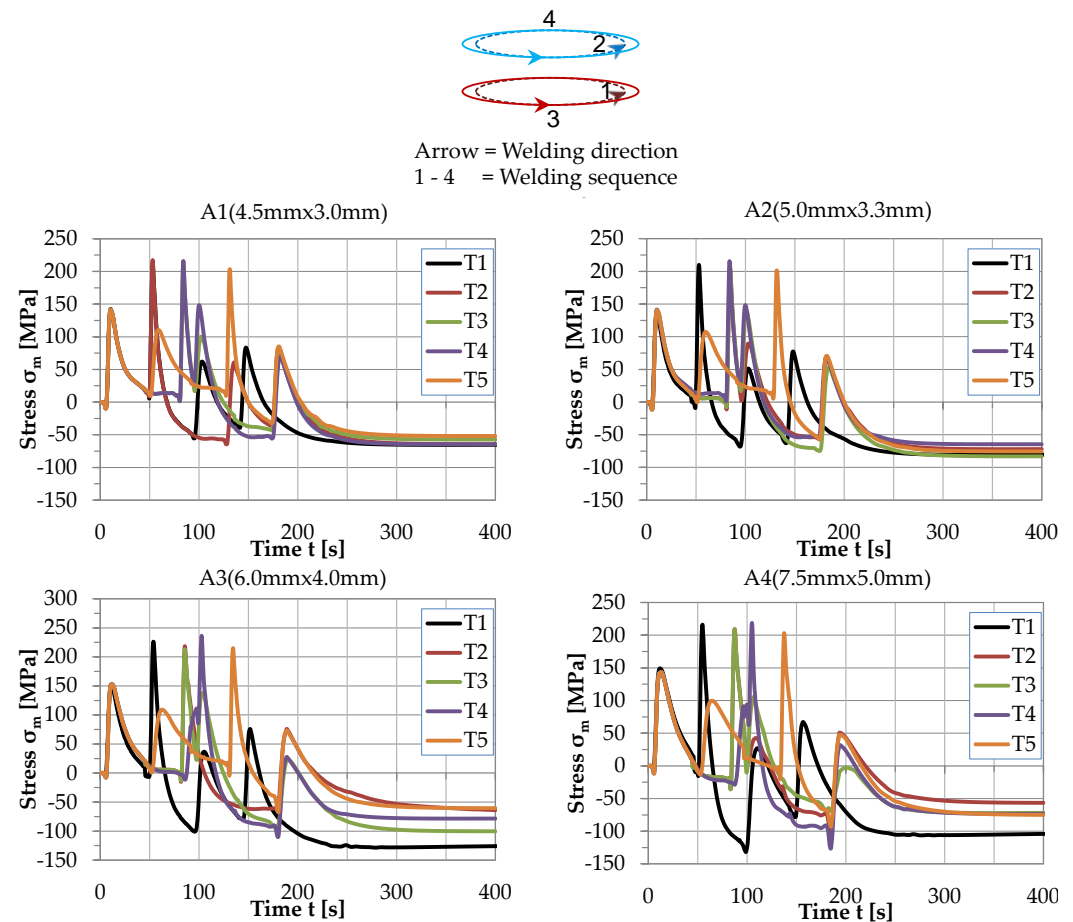 4
2
1
3
Arrow = Welding direction
1 - 4 = Welding sequence
A1(4.5mmx3.0mm)
Stress σm [MPa]
250
200
150
100
50
0
-50
-100
-150
0
100
200
300
400
Time t [s]
T1
T2
T3
T4
T5
A2(5.0mmx3.3mm)
Stress σm [MPa]
250
200
150
100
50
0
-50
-100
-150
0
100
200
300
400
Time t [s]
T1
T2
T3
T4
T5
A3(6.0mmx4.0mm)
Stress σm [MPa]
300
250
200
150
100
50
0
-50
-100
-150
0
100
200
300
400
Time t [s]
T1
T2
T3
T4
T5
A4(7.5mmx5.0mm)
Stress σm [MPa]
250
200
150
100
50
0
-50
-100
-150
0
100
200
300
400
Time t [s]
T1
T2
T3
T4
T5